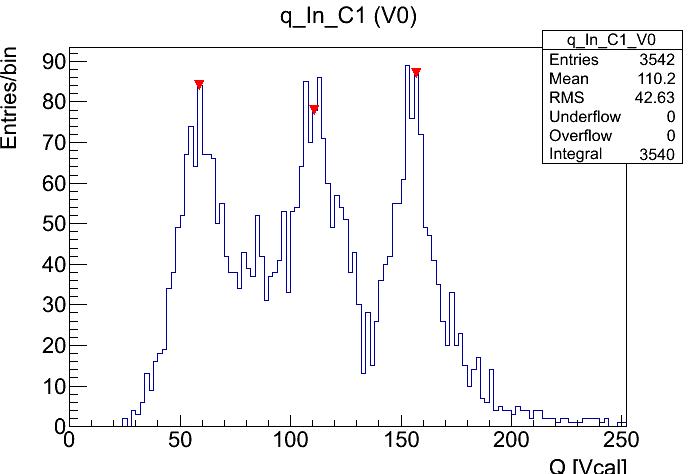 q_In_C1 (V0)
q_In_C1_V0
Entries 3542
Mean 110.2
RMS 42.63
Underflow 0
Overflow 0
Integral 3540
Entries/bin
90
80
70
60
50
40
30
20
10
0
0 50 100 150 200 250
Q [Vcal]